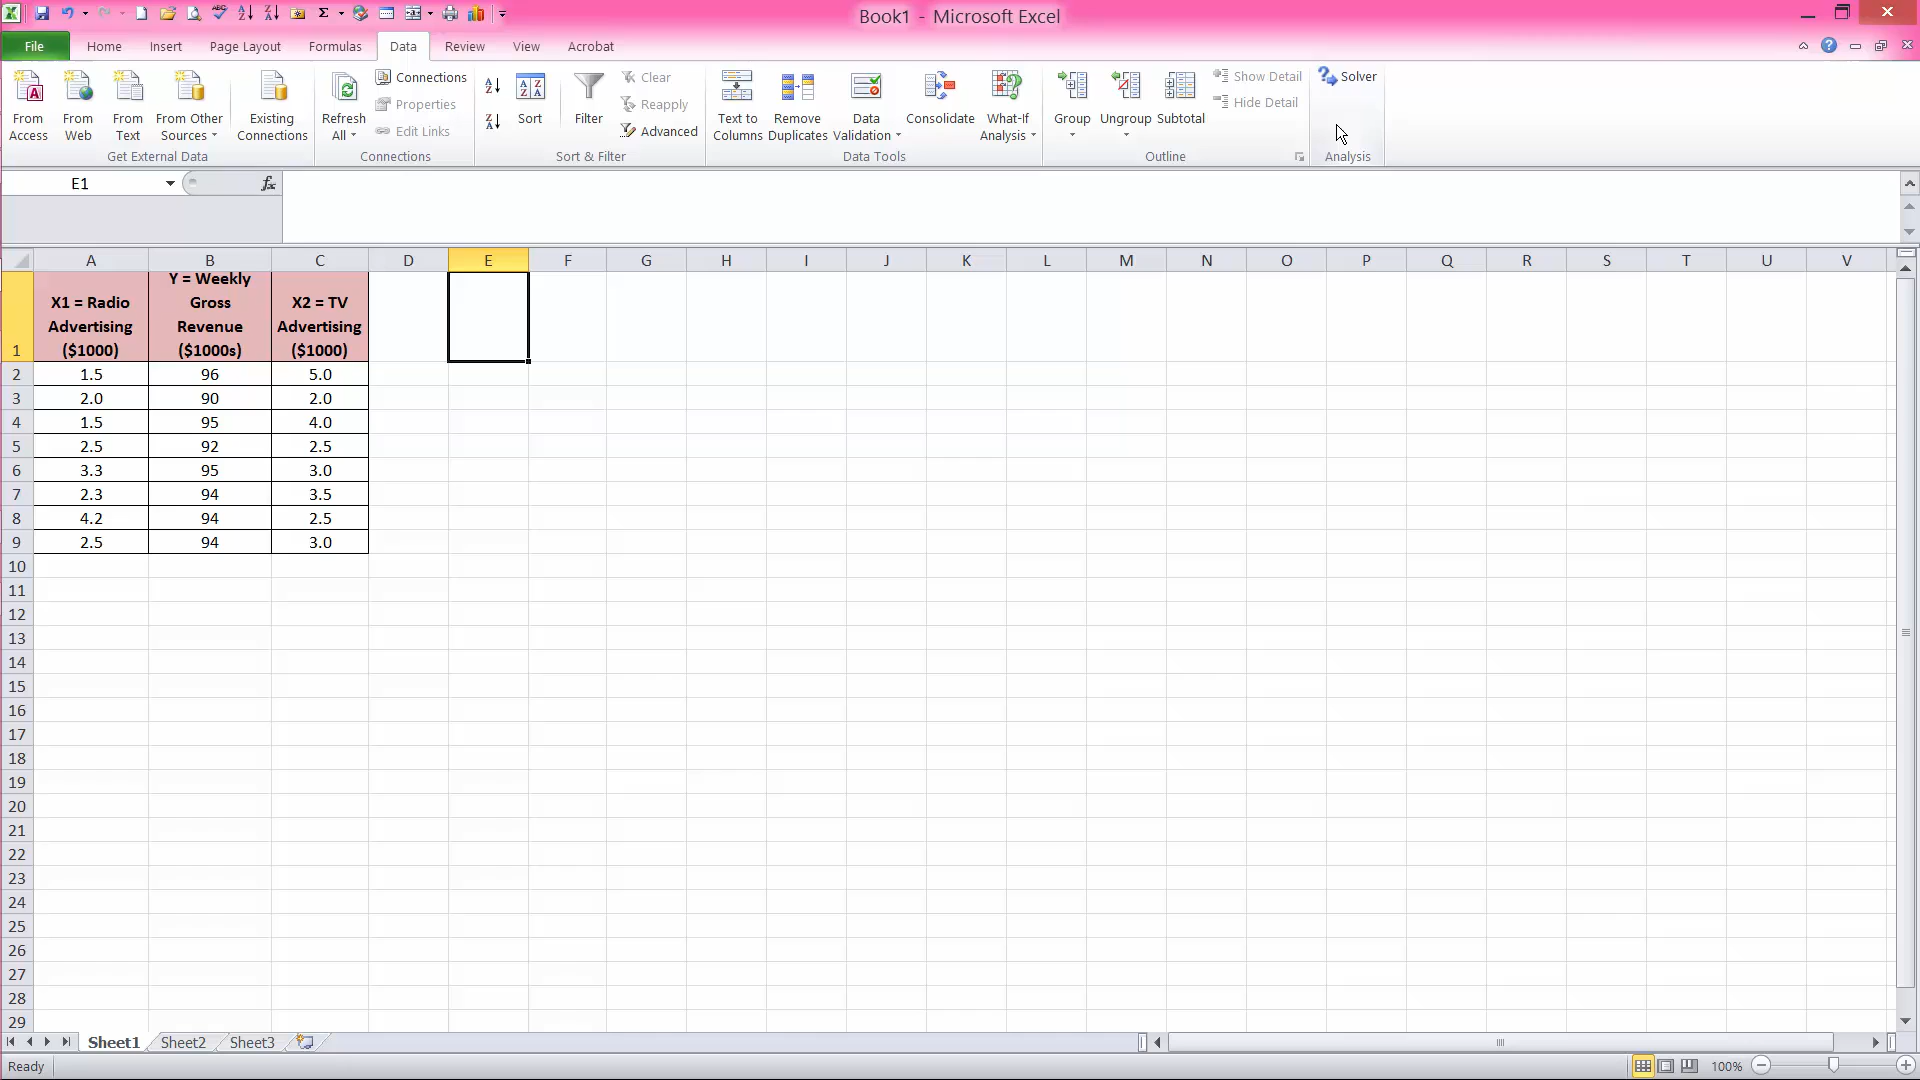 Book1 - Microsoft Excel
File Home Insert Page Layout Formulas Data Review View Acrobat
From Access
From Web
From Text
From Other Sources
Existing Connections
Get External Data
Refresh All
Connections
Properties
Edit Links
Connections
Sort
Filter
Clear
Reapply
Advanced
Sort & Filter
Text to Columns
Remove Duplicates
Data Validation
Consolidate
What-If Analysis
Data Tools
Group
Ungroup
Subtotal
Show Detail
Hide Detail
Outline
Solver
Analysis
E1 fx
A B C D E F G H I J K L M N O P Q R S T U V
1 X1 = Radio Advertising ($1000) Y = Weekly Gross Revenue ($1000s) X2 = TV Advertising ($1000)
2 1.5 96 5.0
3 2.0 90 2.0
4 1.5 95 4.0
5 2.5 92 2.5
6 3.3 95 3.0
7 2.3 94 3.5
8 4.2 94 2.5
9 2.5 94 3.0
10
11
12
13
14
15
16
17
18
19
20
21
22
23
24
25
26
27
28
29
Sheet1 Sheet2 Sheet3
Ready 100%